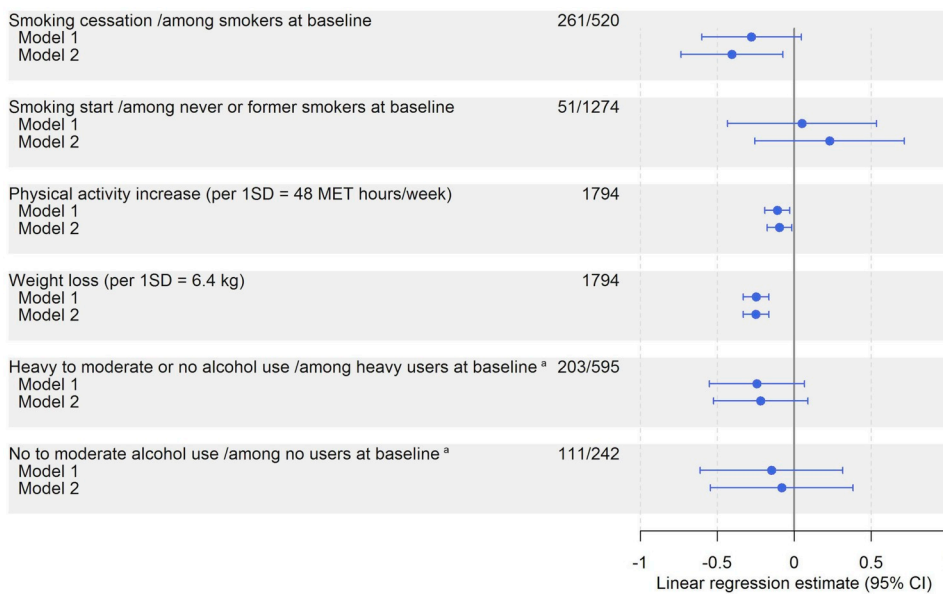 Smoking cessation /among smokers at baseline 261/520
Model 1
Model 2
Smoking start /among never or former smokers at baseline 51/1274
Model 1
Model 2
Physical activity increase (per 1SD = 48 MET hours/week) 1794
Model 1
Model 2
Weight loss (per 1SD = 6.4 kg) 1794
Model 1
Model 2
Heavy to moderate or no alcohol use /among heavy users at baseline ª 203/595
Model 1
Model 2
No to moderate alcohol use /among no users at baseline ª 111/242
Model 1
Model 2
-1 -0.5 0 0.5
Linear regression estimate (95% CI)